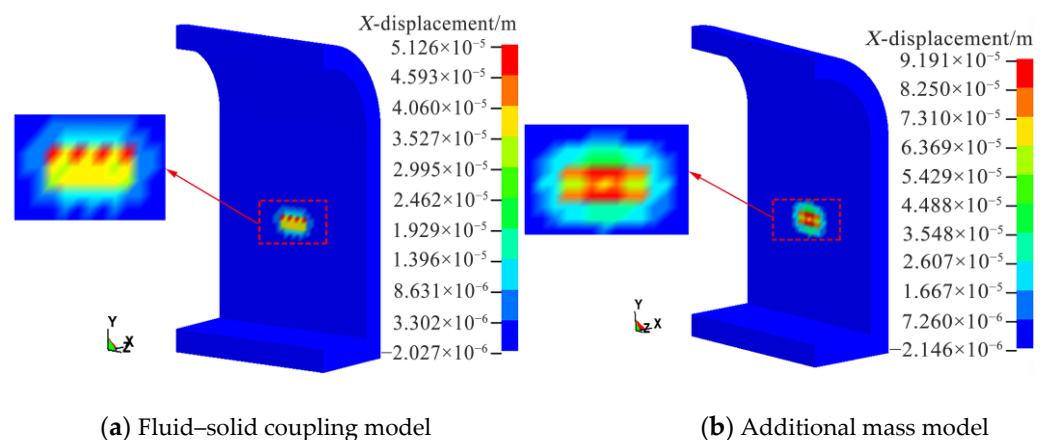 X-displacement/m
5.126×10⁻⁵
4.593×10⁻⁵
4.060×10⁻⁵
3.527×10⁻⁵
2.995×10⁻⁵
2.462×10⁻⁵
1.929×10⁻⁵
1.396×10⁻⁵
8.631×10⁻⁶
3.302×10⁻⁶
−2.027×10⁻⁶
Y
X
Z
(a) Fluid–solid coupling model
X-displacement/m
9.191×10⁻⁵
8.250×10⁻⁵
7.310×10⁻⁵
6.369×10⁻⁵
5.429×10⁻⁵
4.488×10⁻⁵
3.548×10⁻⁵
2.607×10⁻⁵
1.667×10⁻⁵
7.260×10⁻⁶
−2.146×10⁻⁶
Y
Z X
(b) Additional mass model